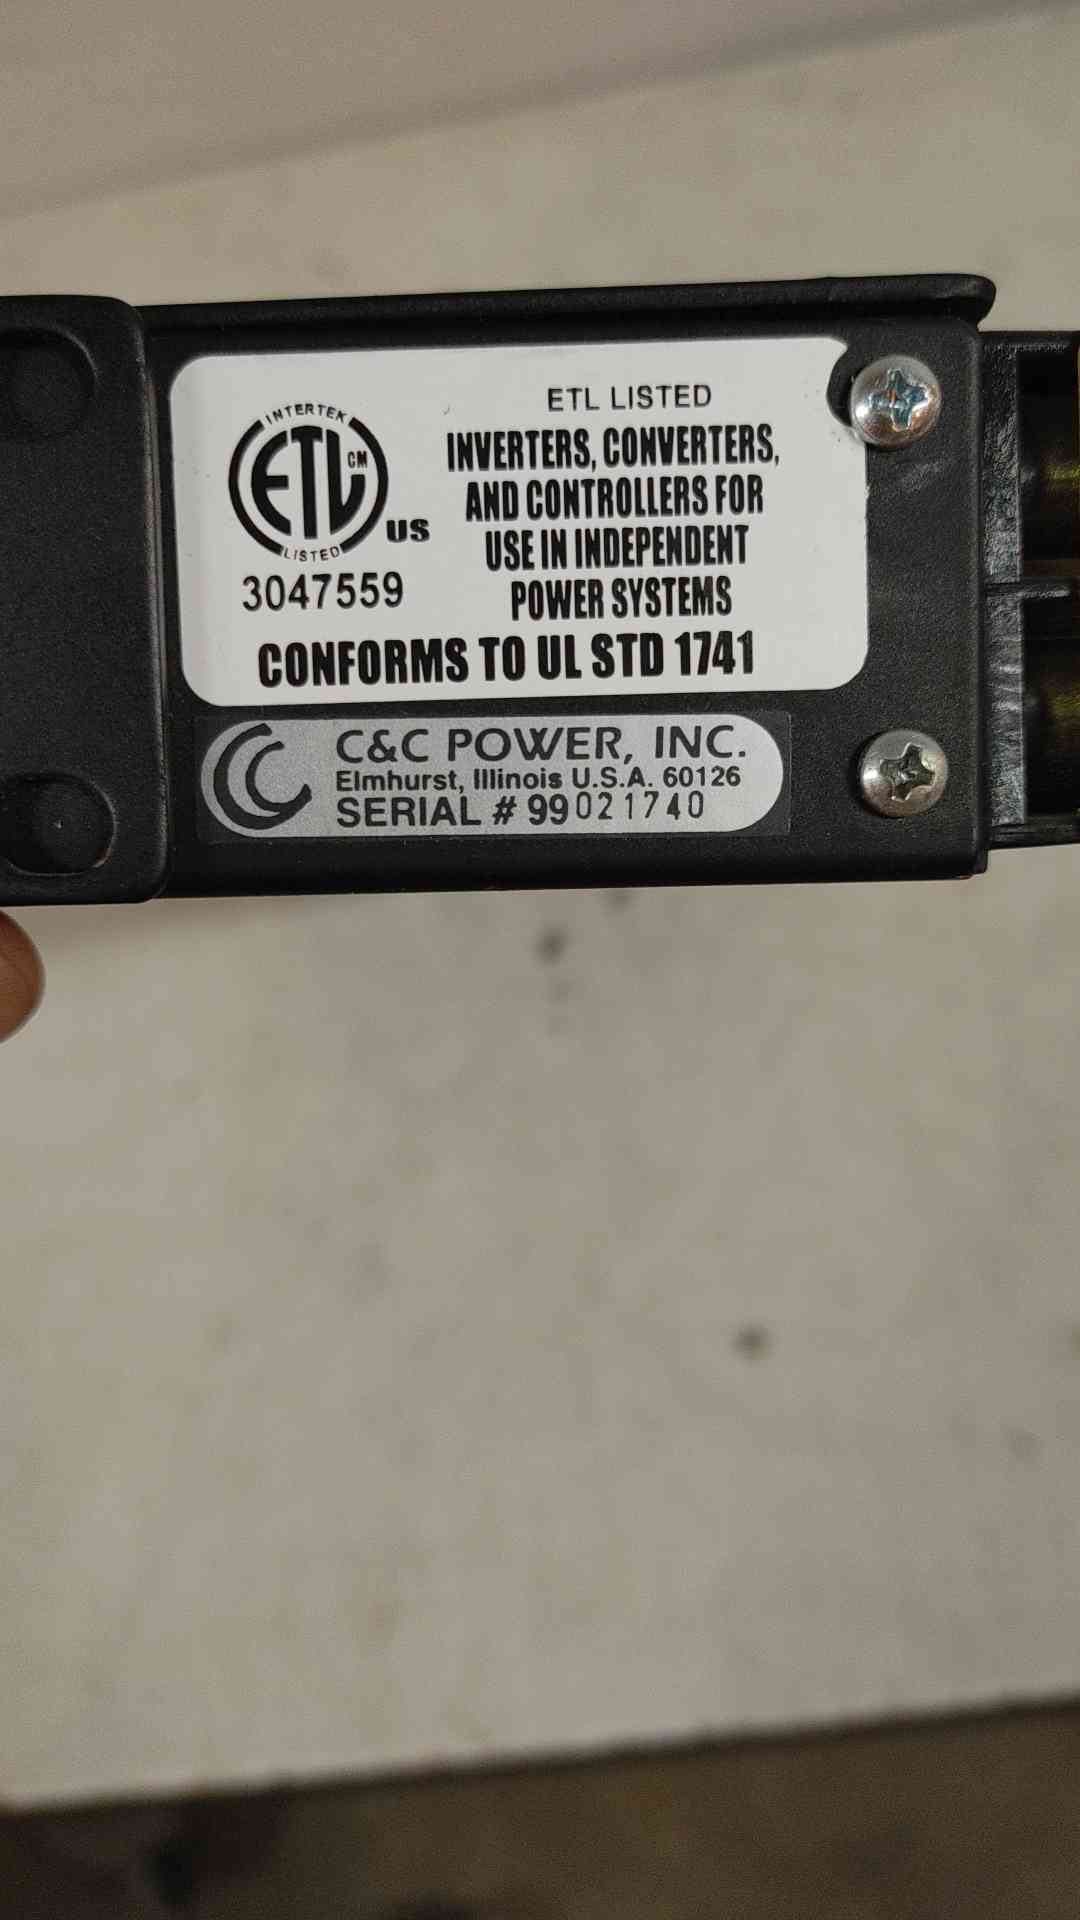 INTERTEK
ETL CM
US
LISTED
3047559
ETL LISTED
INVERTERS, CONVERTERS,
AND CONTROLLERS FOR
USE IN INDEPENDENT
POWER SYSTEMS
CONFORMS TO UL STD 1741
C&C POWER, INC.
Elmhurst, Illinois U.S.A. 60126
SERIAL # 99021740